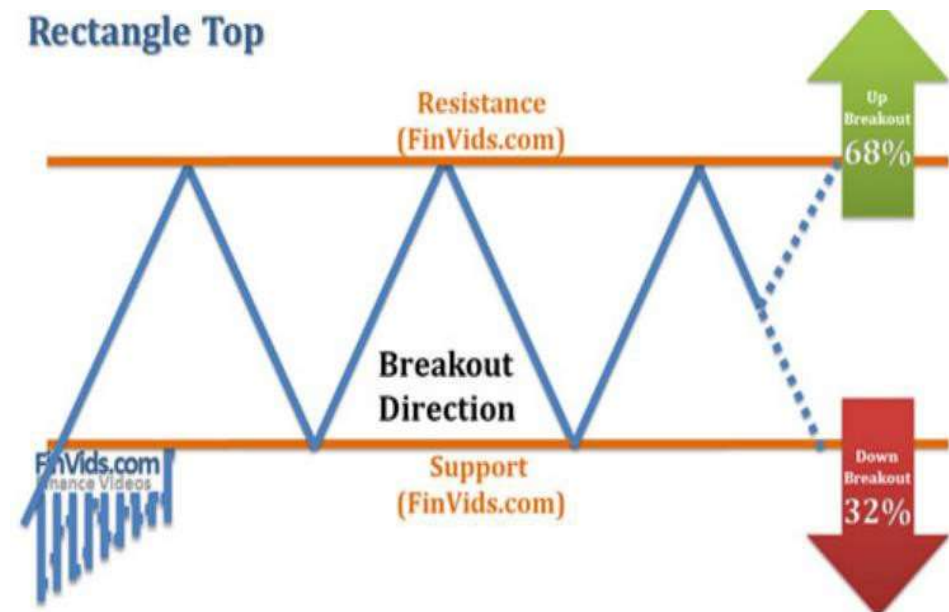 Rectangle Top
Resistance
(FinVids.com)
Up
Breakout
68%
Breakout
Direction
FinVids.com
Finance Videos
Support
(FinVids.com)
Down
Breakout
32%